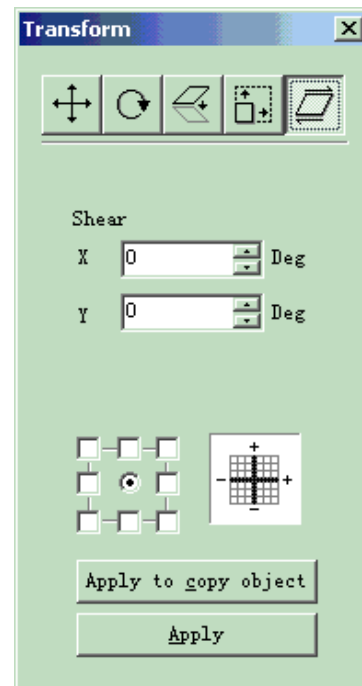 Transform
Shear
X 0 Deg
Y 0 Deg
+
- +
-
Apply to copy object
Apply